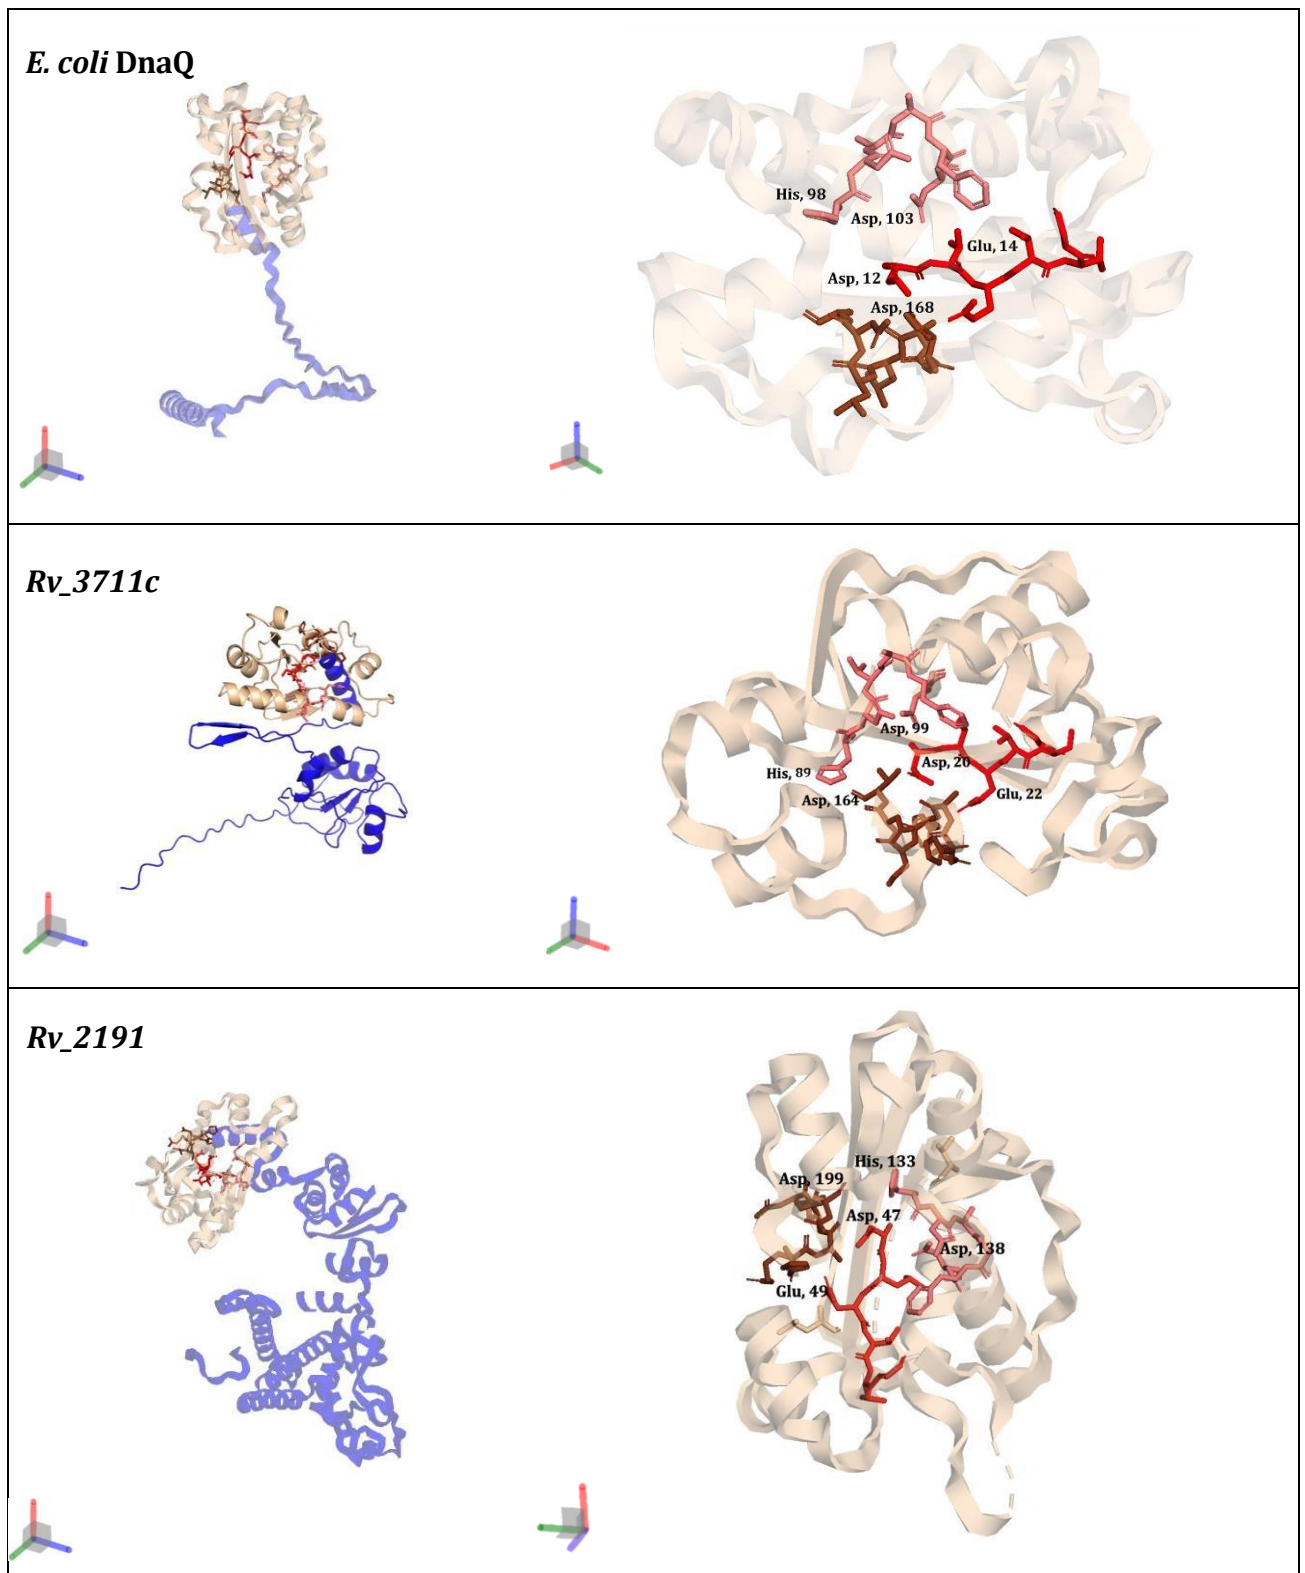 E. coli DnaQ
His, 98
Asp, 103
Glu, 14
Asp, 12
Asp, 168
Rv_3711c
Asp, 99
Asp, 20
His, 89
Asp, 164
Glu, 22
Rv_2191
His, 133
Asp, 199
Asp, 47
Asp, 138
Glu, 49